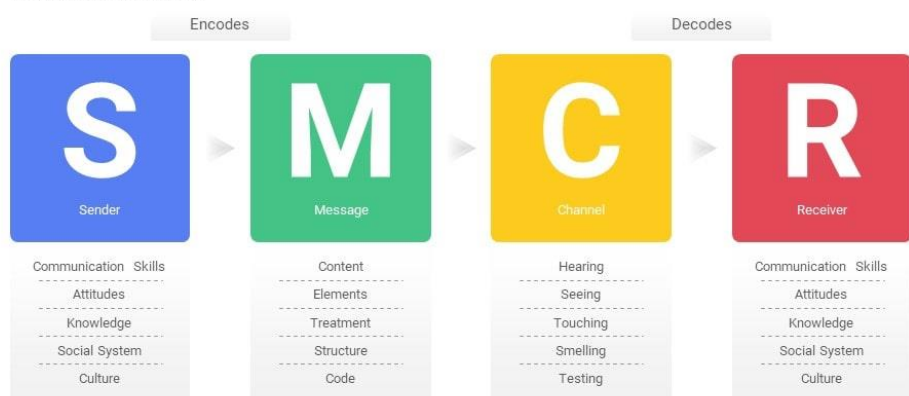 Encodes
Decodes
S
Sender
Communication Skills
Attitudes
Knowledge
Social System
Culture
M
Message
Content
Elements
Treatment
Structure
Code
C
Channel
Hearing
Seeing
Touching
Smelling
Testing
R
Receiver
Communication Skills
Attitudes
Knowledge
Social System
Culture